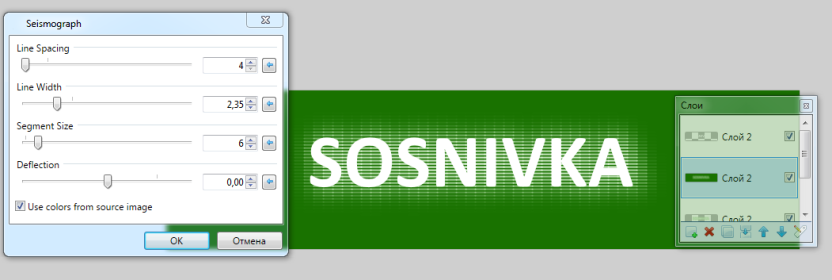 Seismograph
Line Spacing
4
Line Width
2,35
Segment Size
6
Deflection
0,00
Use colors from source image
OK
Отмена
SOSNIVKA
Слои
Слой 2
Слой 2
Слой 2